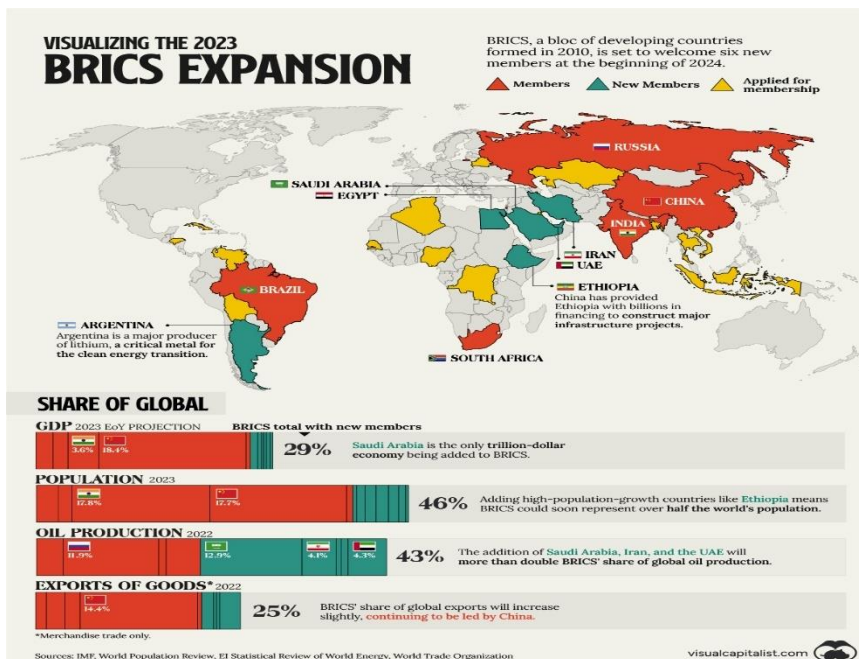 VISUALIZING THE 2023
BRICS EXPANSION
BRICS, a bloc of developing countries
formed in 2010, is set to welcome six new
members at the beginning of 2024.
Members
New Members
Applied for
membership
RUSSIA
SAUDI ARABIA
EGYPT
CHINA
INDIA
IRAN
UAE
BRAZIL
ETHIOPIA
China has provided
Ethiopia with billions in
financing to construct major
infrastructure projects.
ARGENTINA
Argentina is a major producer
of lithium, a critical metal for
the clean energy transition.
SOUTH AFRICA
SHARE OF GLOBAL
GDP 2023 EoY PROJECTION
BRICS total with new members
3.6% 18.4%
29%
Saudi Arabia is the only trillion-dollar
economy being added to BRICS.
POPULATION 2023
17.8% 17.7%
46%
Adding high-population-growth countries like Ethiopia means
BRICS could soon represent over half the world's population.
OIL PRODUCTION 2022
11.9% 12.9% 4.1% 4.3%
43%
The addition of Saudi Arabia, Iran, and the UAE will
more than double BRICS' share of global oil production.
EXPORTS OF GOODS* 2022
14.4%
25%
BRICS' share of global exports will increase
slightly, continuing to be led by China.
*Merchandise trade only.
Sources: IMF, World Population Review, EI Statistical Review of World Energy, World Trade Organization
visualcapitalist.com